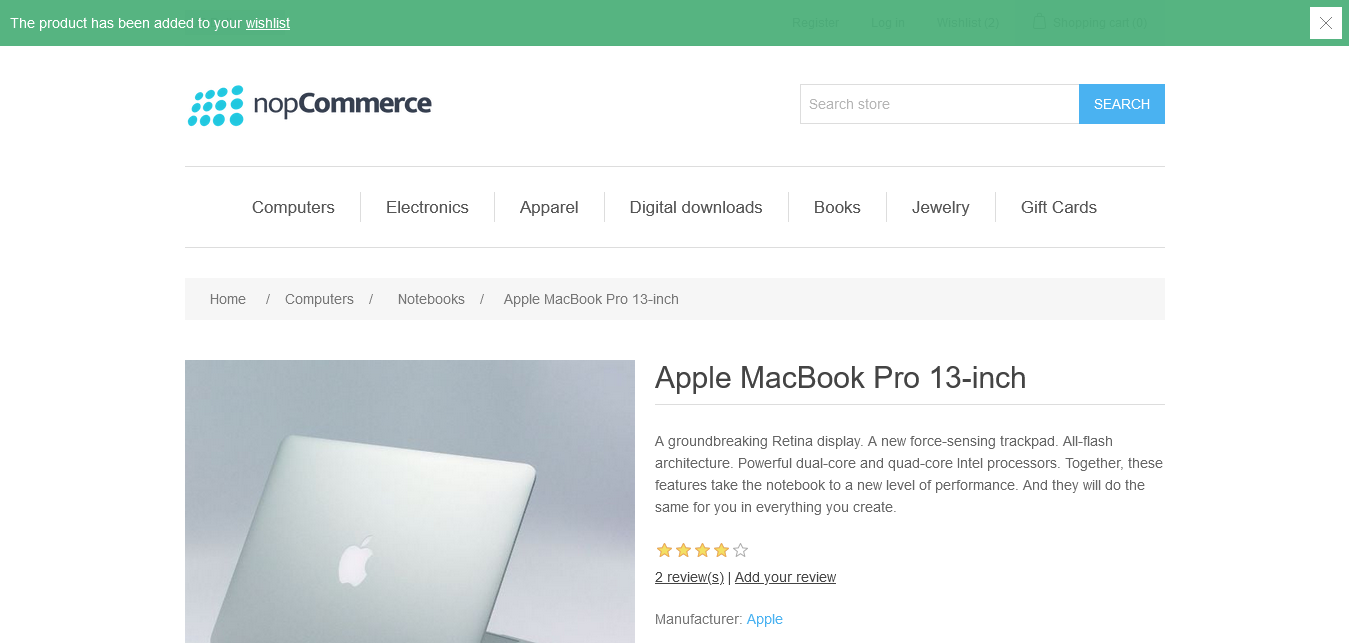 The product has been added to your wishlist
Register Log in Wishlist (2) Shopping cart (0)
nopCommerce
Search store
SEARCH
Computers
Electronics
Apparel
Digital downloads
Books
Jewelry
Gift Cards
Home / Computers / Notebooks / Apple MacBook Pro 13-inch
Apple MacBook Pro 13-inch
A groundbreaking Retina display. A new force-sensing trackpad. All-flash
architecture. Powerful dual-core and quad-core Intel processors. Together, these
features take the notebook to a new level of performance. And they will do the
same for you in everything you create.
2 review(s) | Add your review
Manufacturer: Apple